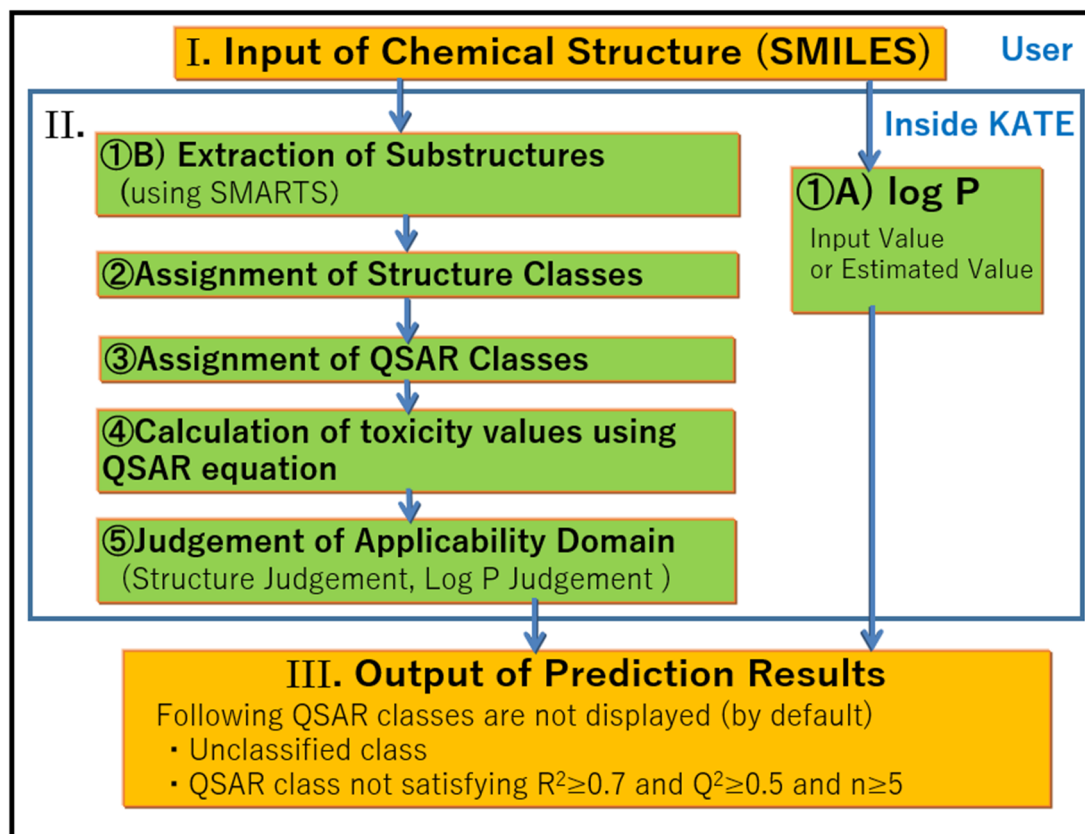 I. Input of Chemical Structure (SMILES)
User
II.
Inside KATE
①B) Extraction of Substructures
(using SMARTS)
①A) log P
Input Value
or Estimated Value
②Assignment of Structure Classes
③Assignment of QSAR Classes
④Calculation of toxicity values using
QSAR equation
⑤Judgement of Applicability Domain
(Structure Judgement, Log P Judgement )
III. Output of Prediction Results
Following QSAR classes are not displayed (by default)
・Unclassified class
・QSAR class not satisfying R²≥0.7 and Q²≥0.5 and n≥5